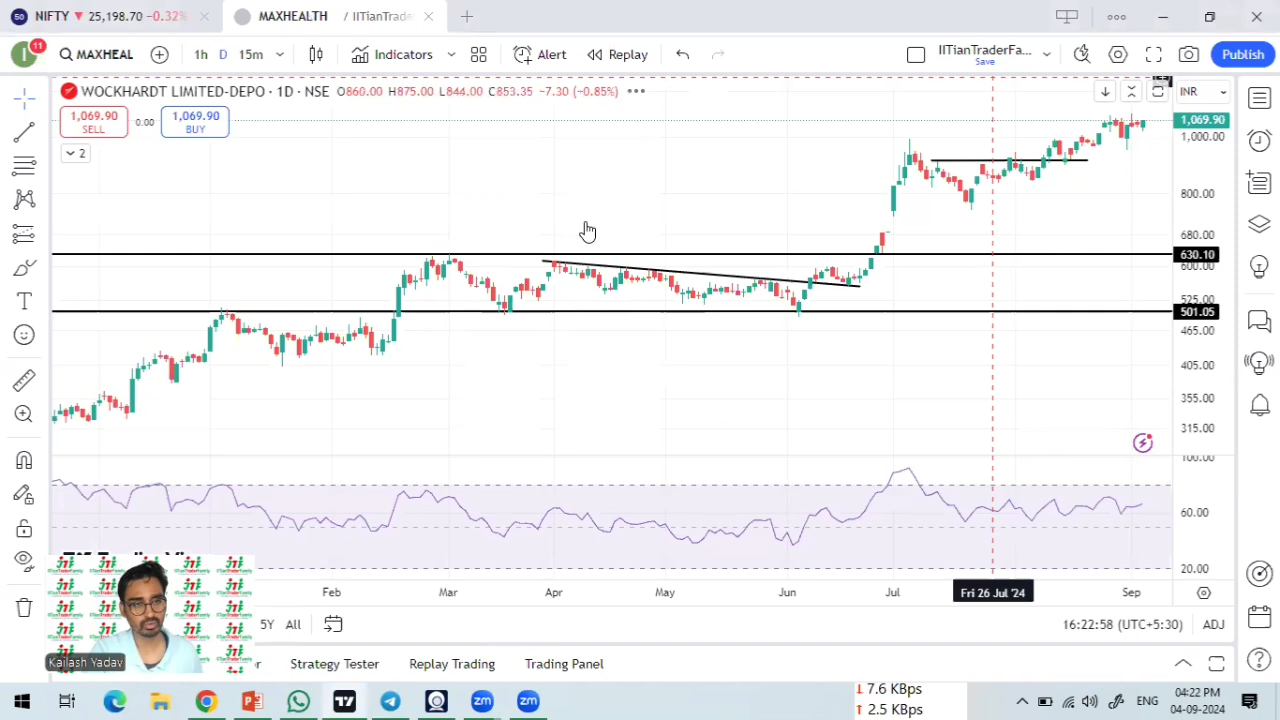 50 NIFTY ▼ 25,198.70 −0.32%
MAXHEALTH / IITianTrade
I 11 MAXHEAL 1h D 15m Indicators Alert Replay IITianTraderFa... Save Publish
WOCKHARDT LIMITED-DEPO · 1D · NSE O860.00 H875.00 L844.00 C853.35 −7.30 (−0.85%)
INR
1,069.90 SELL 0.00 1,069.90 BUY
1,069.90
1,000.00
2
800.00
680.00
630.10
600.00
525.00
501.05
465.00
405.00
355.00
315.00
100.00
60.00
20.00
Feb Mar Apr May Jun Jul Fri 26 Jul '24 Sep
5Y All 16:22:58 (UTC+5:30) ADJ
Kailash Yadav
Strategy Tester Replay Trading Trading Panel
zm zm
↓ 7.6 KBps
↑ 2.5 KBps
ENG
04:22 PM
04-09-2024